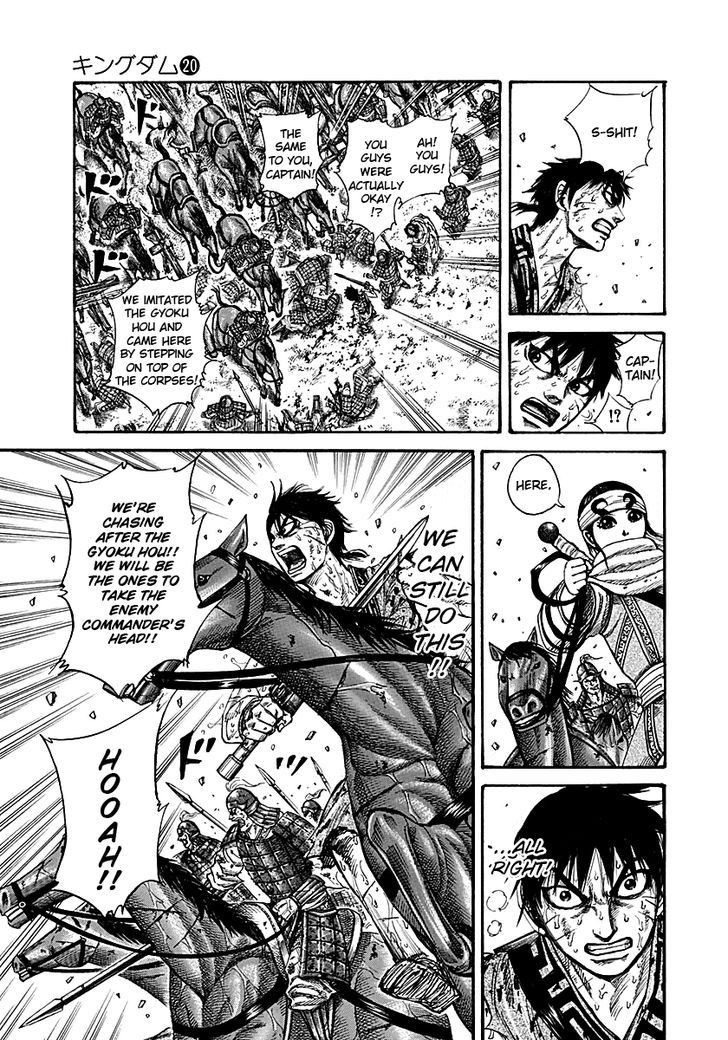 キングダム⑳
S-SHIT!
CAP-
TAIN!
!?
AH!
YOU
GUYS!
YOU
GUYS
WERE
ACTUALLY
OKAY
!?
THE
SAME
TO YOU,
CAPTAIN!
WE IMITATED
THE GYOKU
HOU AND
CAME HERE
BY STEPPING
ON TOP OF
THE CORPSES!
ドドド
HERE.
...ALL
RIGHT!
WE
CAN
STILL
DO
THIS
!!
WE'RE
CHASING
AFTER THE
GYOKU HOU!!
WE WILL BE
THE ONES TO
TAKE THE
ENEMY
COMMANDER'S
HEAD!!
HOOAH!!
ドドド